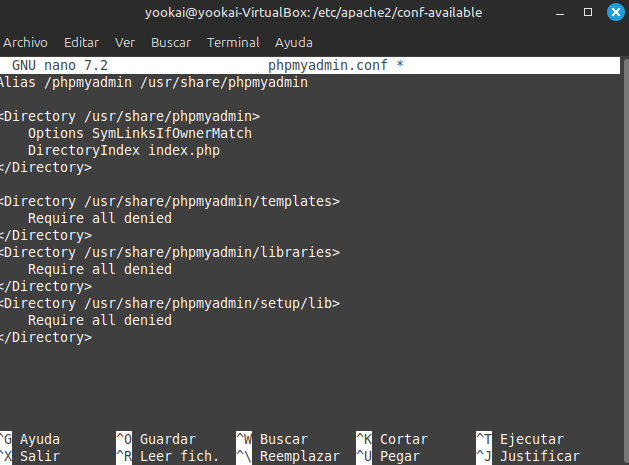 yookai@yookai-VirtualBox: /etc/apache2/conf-available
Archivo Editar Ver Buscar Terminal Ayuda
GNU nano 7.2 phpmyadmin.conf *
Alias /phpmyadmin /usr/share/phpmyadmin
<Directory /usr/share/phpmyadmin>
    Options SymLinksIfOwnerMatch
    DirectoryIndex index.php
</Directory>
<Directory /usr/share/phpmyadmin/templates>
    Require all denied
</Directory>
<Directory /usr/share/phpmyadmin/libraries>
    Require all denied
</Directory>
<Directory /usr/share/phpmyadmin/setup/lib>
    Require all denied
</Directory>
^G Ayuda ^O Guardar ^W Buscar ^K Cortar ^T Ejecutar
^X Salir ^R Leer fich. ^\ Reemplazar ^U Pegar ^J Justificar